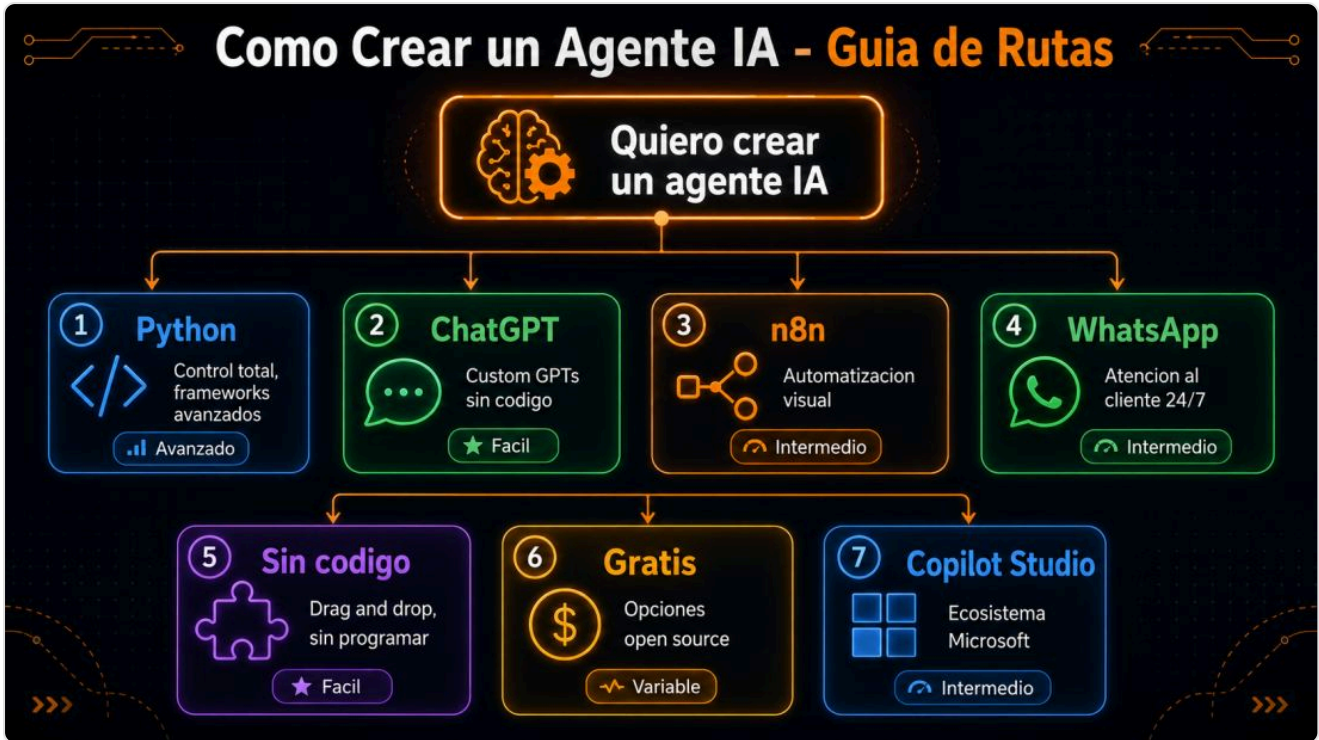 Como Crear un Agente IA - Guia de Rutas
Quiero crear
un agente IA
1
Python
Control total,
frameworks
avanzados
Avanzado
2
ChatGPT
Custom GPTs
sin codigo
Facil
3
n8n
Automatizacion
visual
Intermedio
4
WhatsApp
Atencion al
cliente 24/7
Intermedio
5
Sin codigo
Drag and drop,
sin programar
Facil
6
Gratis
$
Opciones
open source
Variable
7
Copilot Studio
Ecosistema
Microsoft
Intermedio